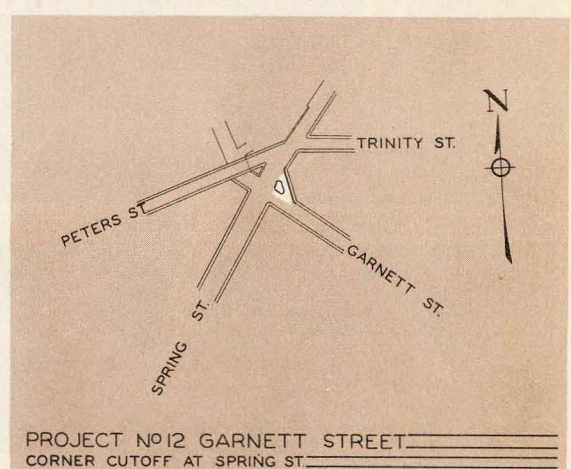 N
TRINITY ST.
PETERS ST.
GARNETT ST.
SPRING ST.
PROJECT Nº 12 GARNETT STREET
CORNER CUTOFF AT SPRING ST.